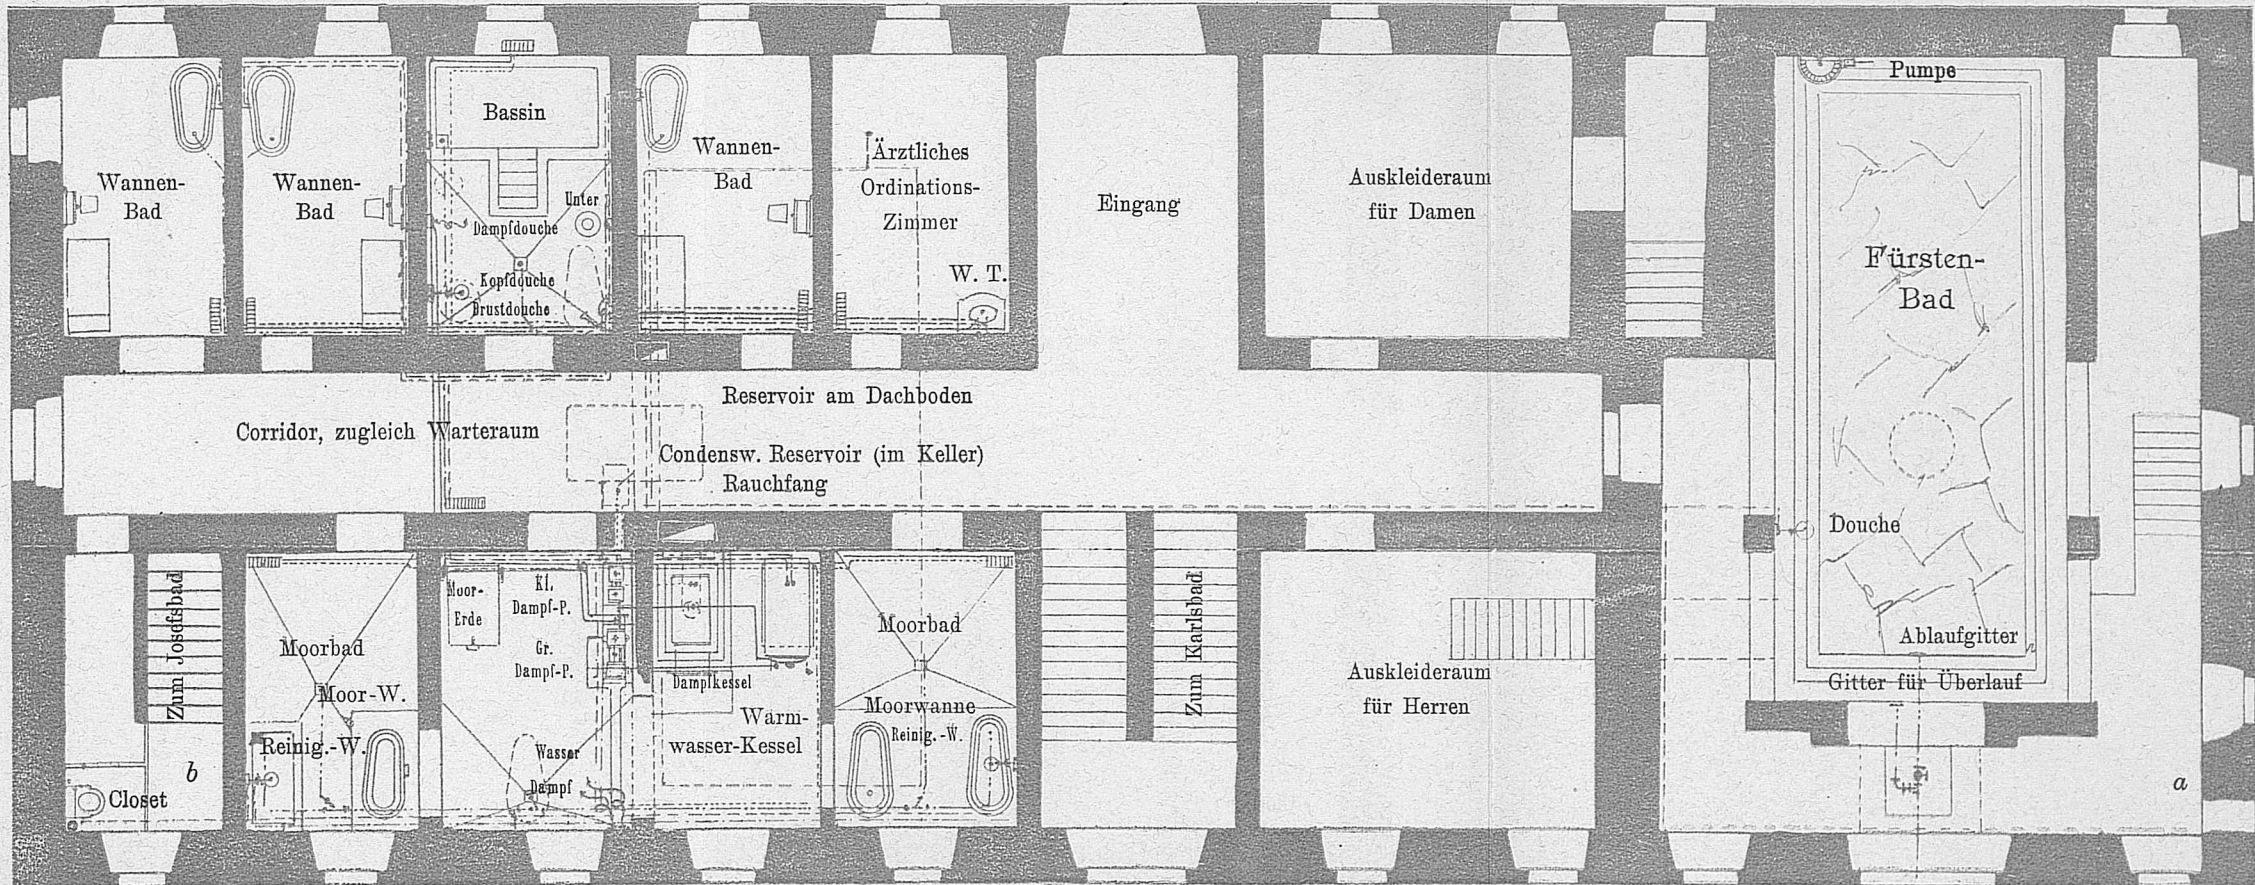 Wannen-
Bad
Wannen-
Bad
Bassin
Unter
Dampfdouche
Kopfdouche
Brustdouche
Wannen-
Bad
Ärztliches
Ordinations-
Zimmer
W. T.
Eingang
Auskleideraum
für Damen
Pumpe
Fürsten-
Bad
Douche
Ablaufgitter
Gitter für Überlauf
a
Corridor, zugleich Warteraum
Reservoir am Dachboden
Condensw. Reservoir (im Keller)
Rauchfang
Zum Josefsbad
b
Closet
Moorbad
Moor-W.
Reinig.-W.
Moor-
Erde
Kl.
Dampf-P.
Gr.
Dampf-P.
Wasser
Dampf
Dampfkessel
Warm-
wasser-Kessel
Moorbad
Moorwanne
Reinig.-W.
Zum Karlsbad
Auskleideraum
für Herren